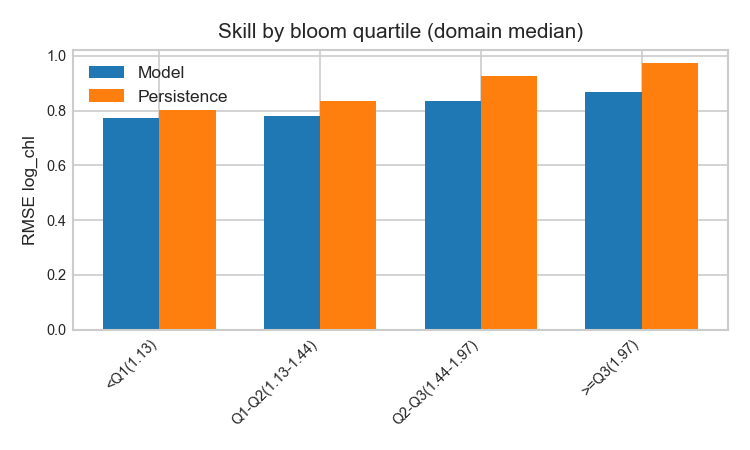 Skill by bloom quartile (domain median)
RMSE log_chl
1.0
0.8
0.6
0.4
0.2
0.0
Model
Persistence
<Q1(1.13)
Q1-Q2(1.13-1.44)
Q2-Q3(1.44-1.97)
>=Q3(1.97)